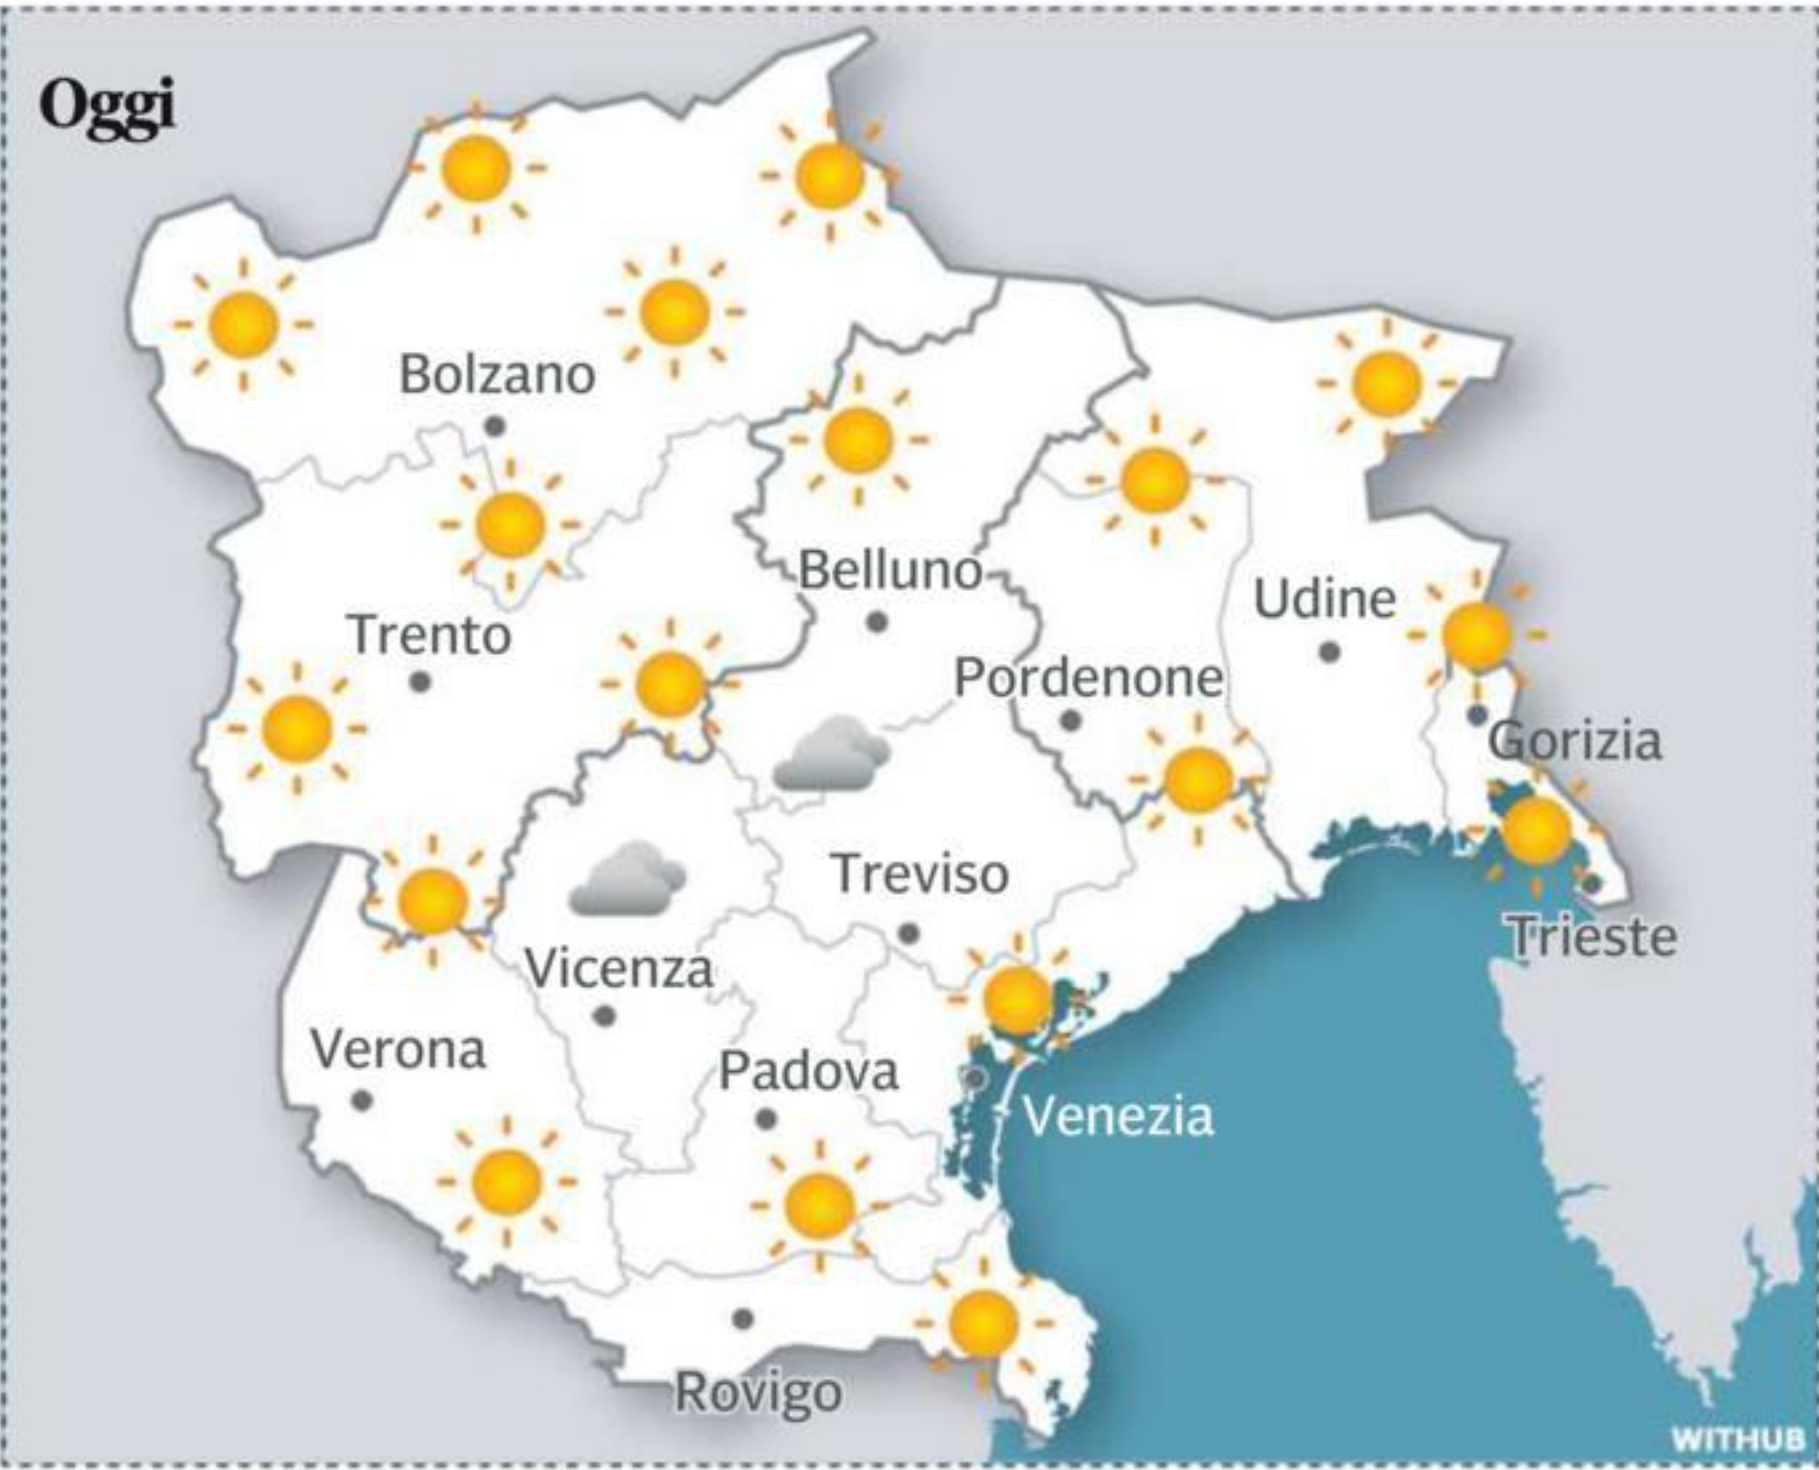 Oggi
Bolzano
Belluno
Udine
Trento
Pordenone
Gorizia
Treviso
Trieste
Vicenza
Verona
Padova
Venezia
Rovigo
WITHUB